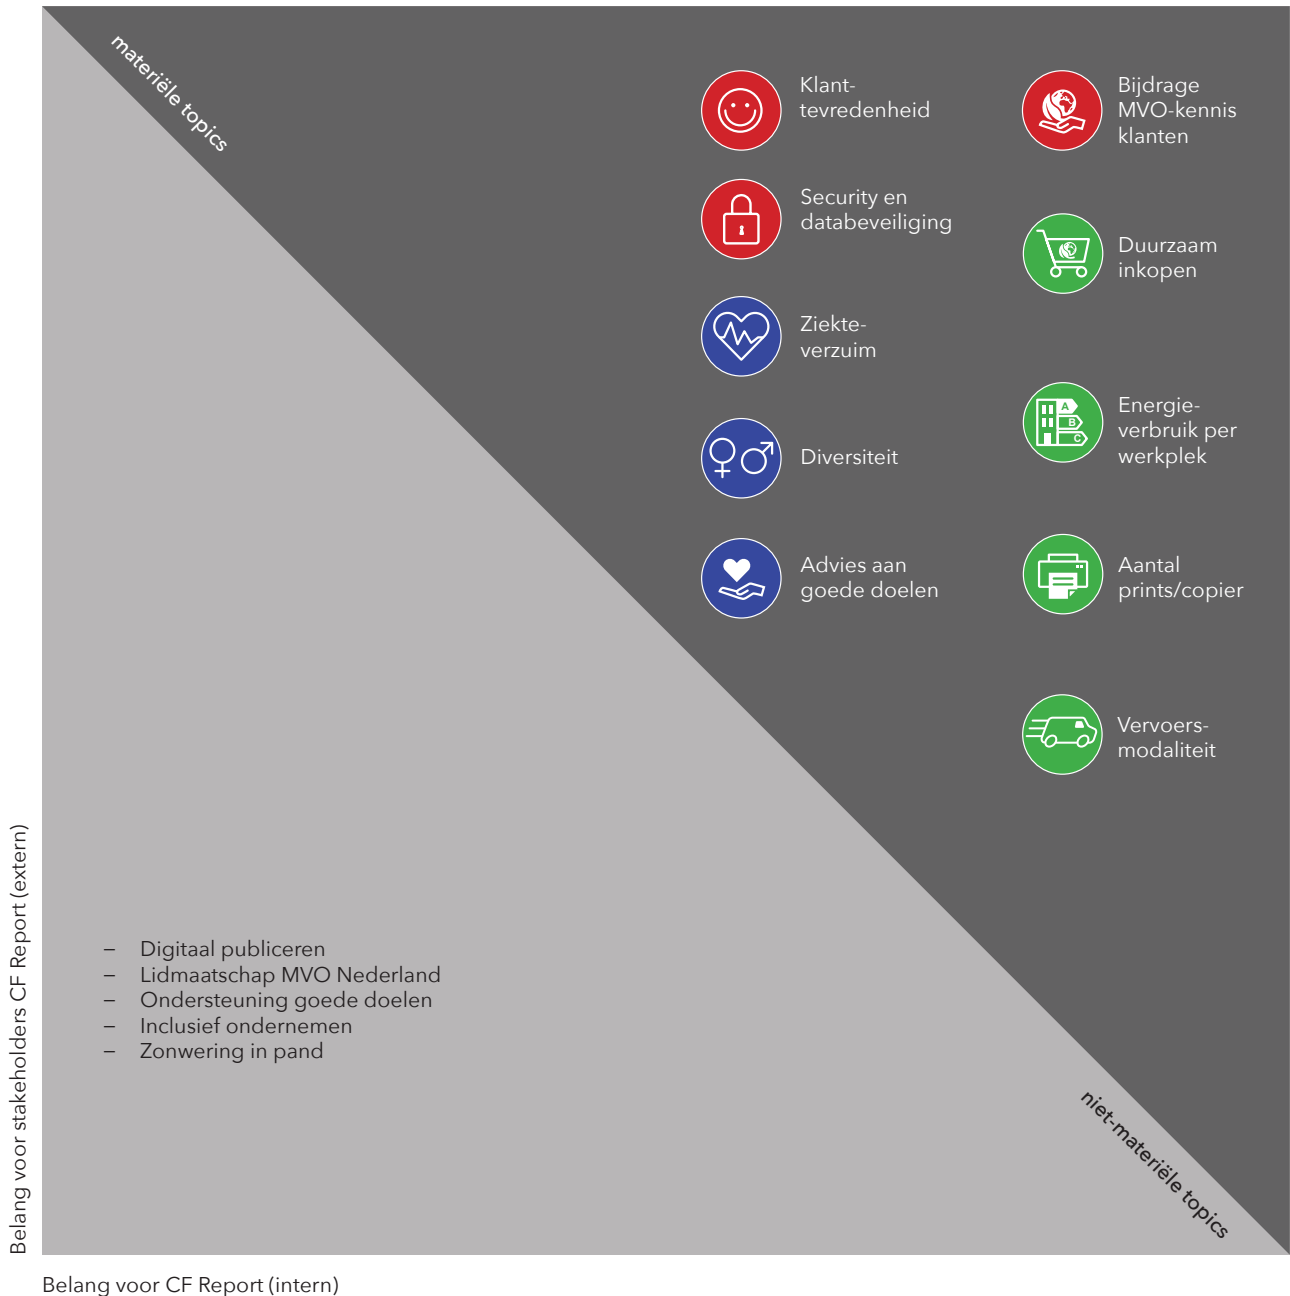 materiële topics
Klant-
tevredenheid
Security en
databeveiliging
Ziekte-
verzuim
Diversiteit
Advies aan
goede doelen
Bijdrage
MVO-kennis
klanten
Duurzaam
inkopen
A
B
C
Energie-
verbruik per
werkplek
Aantal
prints/copier
Vervoers-
modaliteit
– Digitaal publiceren
– Lidmaatschap MVO Nederland
– Ondersteuning goede doelen
– Inclusief ondernemen
– Zonwering in pand
niet-materiële topics
Belang voor stakeholders CF Report (extern)
Belang voor CF Report (intern)